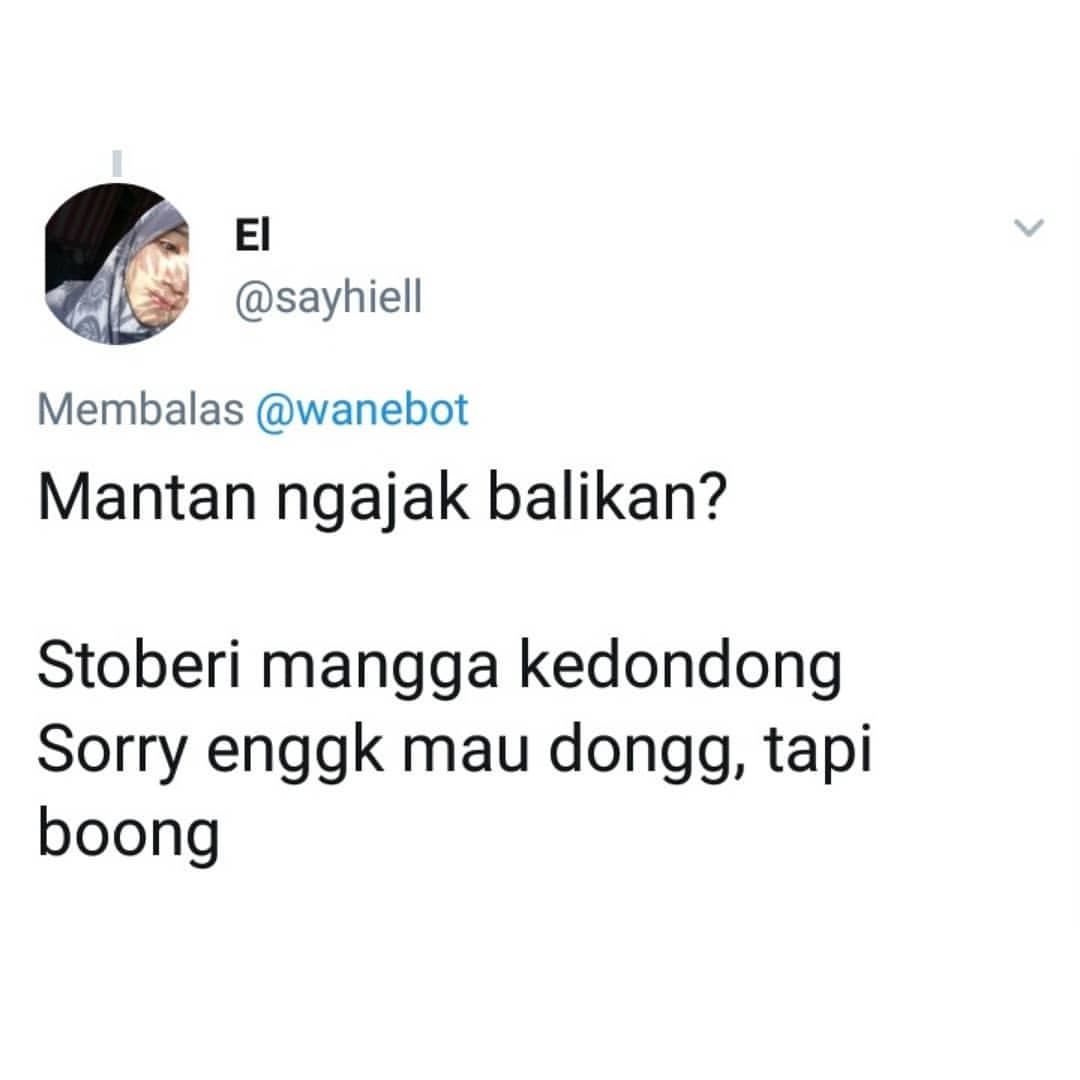 El
@sayhiell
Membalas @wanebot
Mantan ngajak balikan?
Stoberi mangga kedondong
Sorry enggk mau dongg, tapi
boong